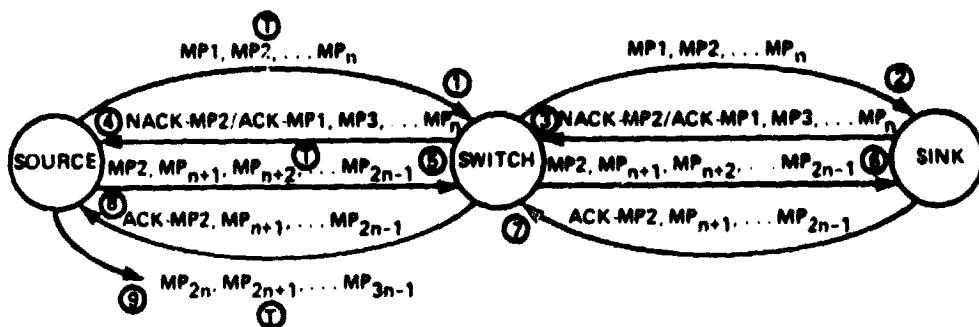 Ⓣ
MP1, MP2, . . . MPₙ
MP1, MP2, . . . MPₙ
①
②
④ NACK-MP2/ACK-MP1, MP3, . . . MPₙ
③ NACK-MP2/ACK-MP1, MP3, . . . MPₙ
SOURCE
SWITCH
SINK
Ⓣ
MP2, MPₙ₊₁, MPₙ₊₂, . . . MP₂ₙ₋₁ ⑤
MP2, MPₙ₊₁, MPₙ₊₂ . . . MP₂ₙ₋₁ ⑥
⑧ ACK-MP2, MPₙ₊₁, . . . MP₂ₙ₋₁
⑦ ACK-MP2, MPₙ₊₁, . . . MP₂ₙ₋₁
⑨ MP₂ₙ, MP₂ₙ₊₁, . . . MP₃ₙ₋₁
Ⓣ